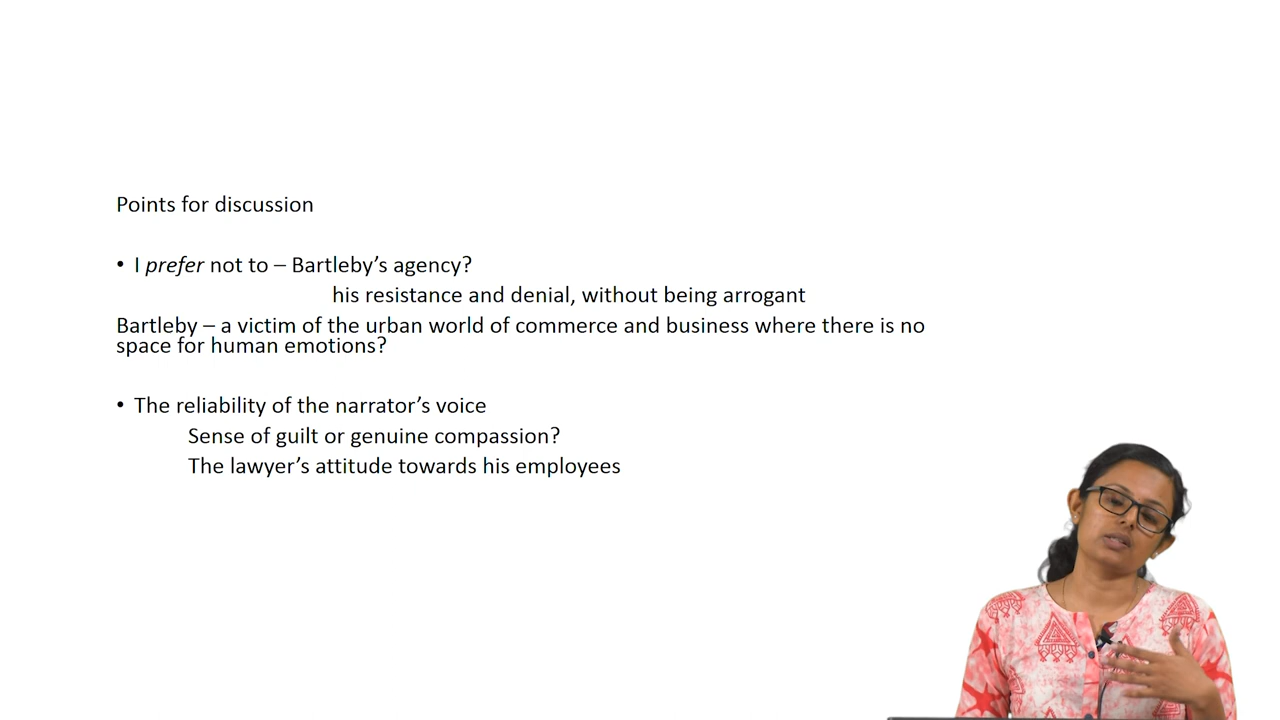 Points for discussion
• I prefer not to – Bartleby’s agency?
his resistance and denial, without being arrogant
Bartleby – a victim of the urban world of commerce and business where there is no
space for human emotions?
• The reliability of the narrator’s voice
Sense of guilt or genuine compassion?
The lawyer’s attitude towards his employees